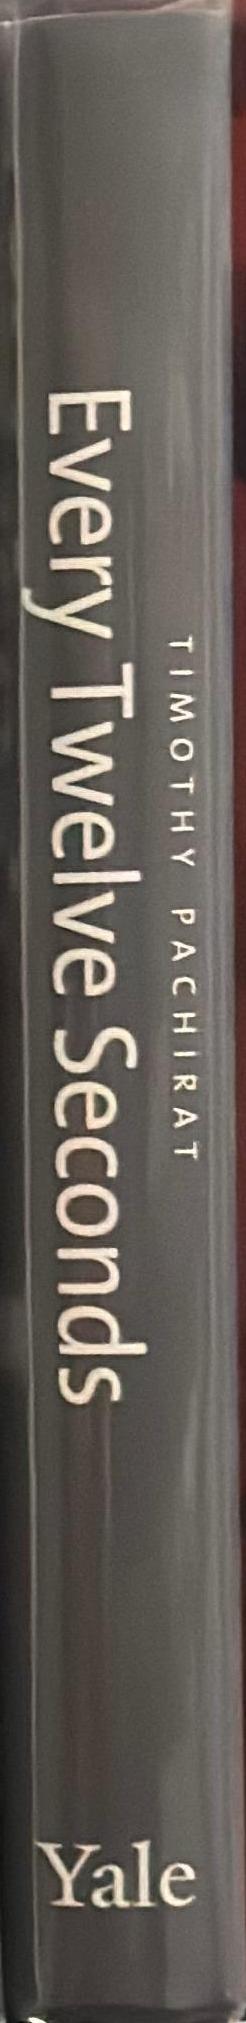 TIMOTHY PACHIRAT
Every Twelve Seconds
Yale